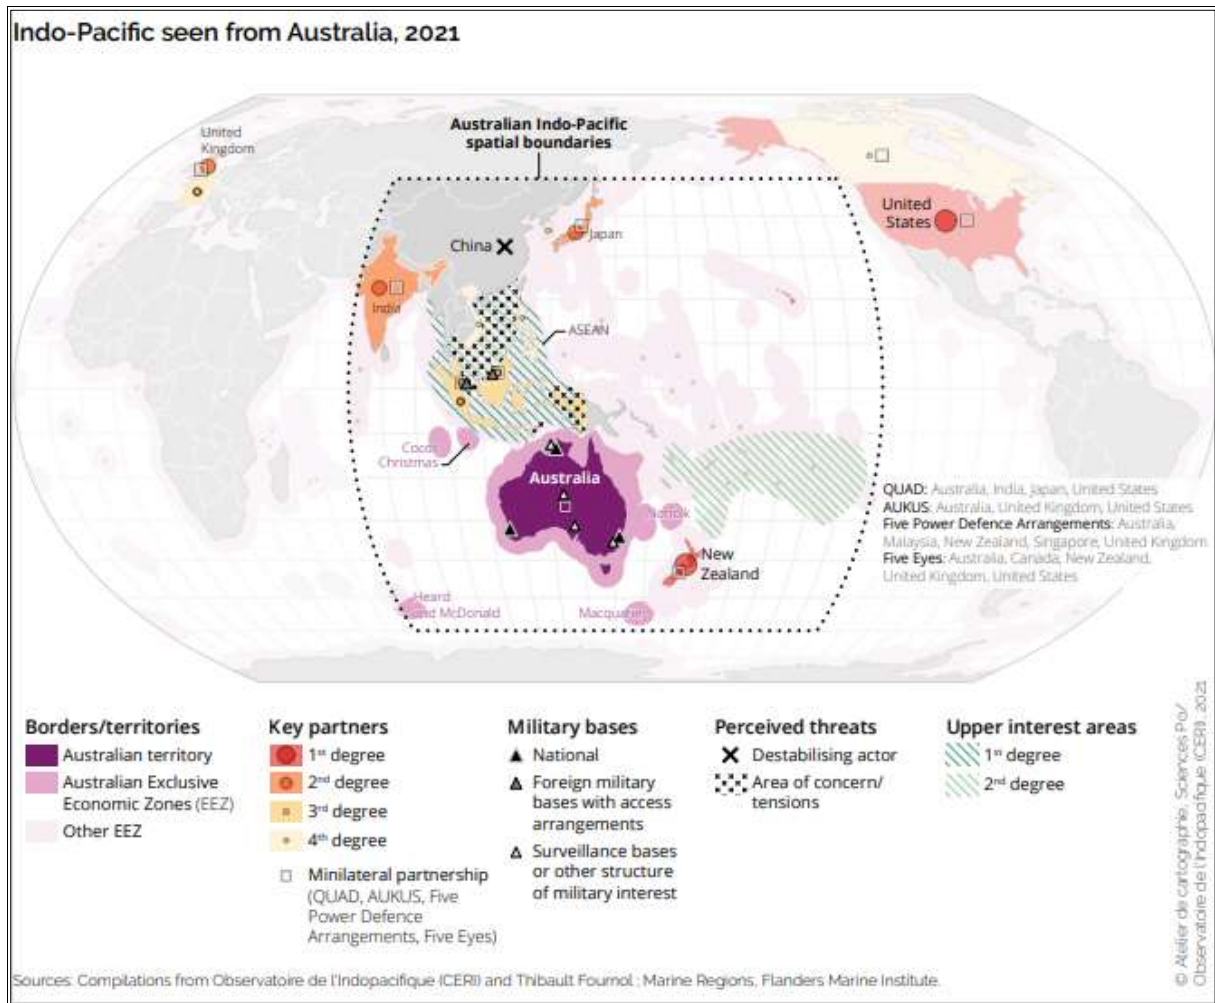 Indo-Pacific seen from Australia, 2021
United
Kingdom
Australian Indo-Pacific
spatial boundaries
United
States
China
Japan
India
ASEAN
Cocos
Christmas
Australia
Norfolk
QUAD: Australia, India, Japan, United States
AUKUS: Australia, United Kingdom, United States
Five Power Defence Arrangements: Australia,
Malaysia, New Zealand, Singapore, United Kingdom
Five Eyes: Australia, Canada, New Zealand,
United Kingdom, United States
New
Zealand
Heard
and McDonald
Macquarie
Borders/territories
Australian territory
Australian Exclusive
Economic Zones (EEZ)
Other EEZ
Key partners
1st degree
2nd degree
3rd degree
4th degree
Minilateral partnership
(QUAD, AUKUS, Five
Power Defence
Arrangements, Five Eyes)
Military bases
National
Foreign military
bases with access
arrangements
Surveillance bases
or other structure
of military interest
Perceived threats
Destabilising actor
Area of concern/
tensions
Upper interest areas
1st degree
2nd degree
© Atelier de cartographie, Sciences Po/
Observatoire de l'Indopacifique (CERI), 2021
Sources: Compilations from Observatoire de l'Indopacifique (CERI) and Thibault Fournol ; Marine Regions, Flanders Marine Institute.